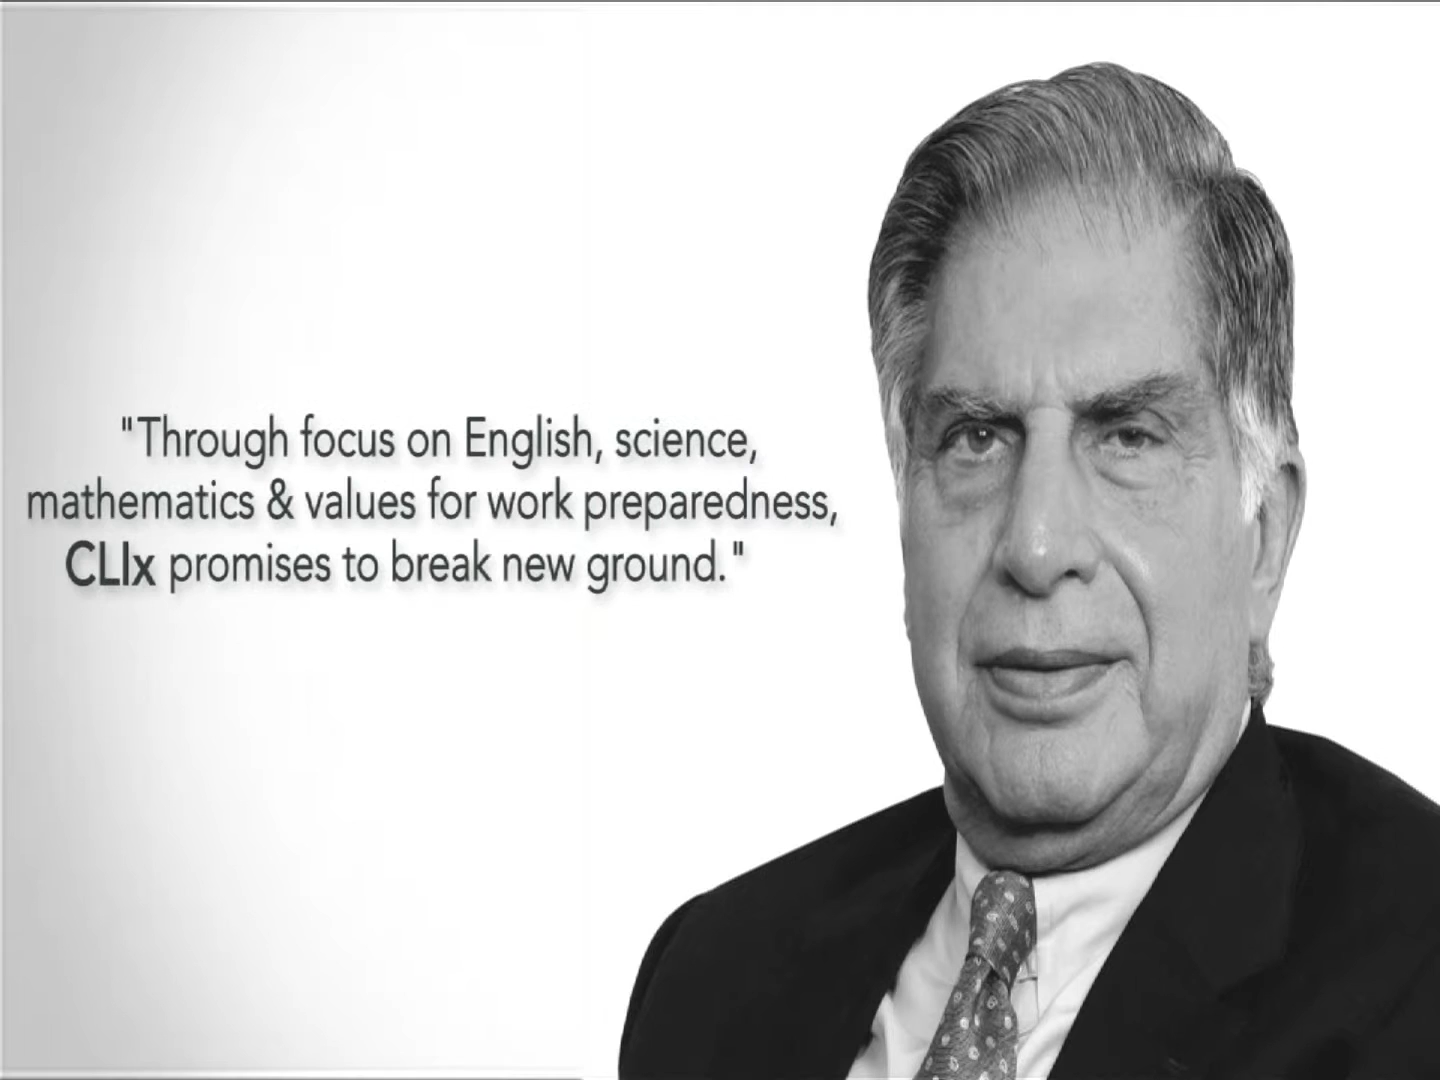 "Through focus on English, science,
mathematics & values for work preparedness,
CLIx promises to break new ground."